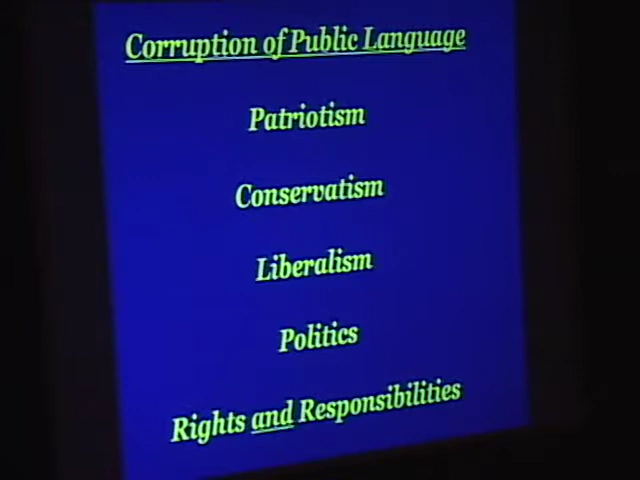 Corruption of Public Language
Patriotism
Conservatism
Liberalism
Politics
Rights and Responsibilities